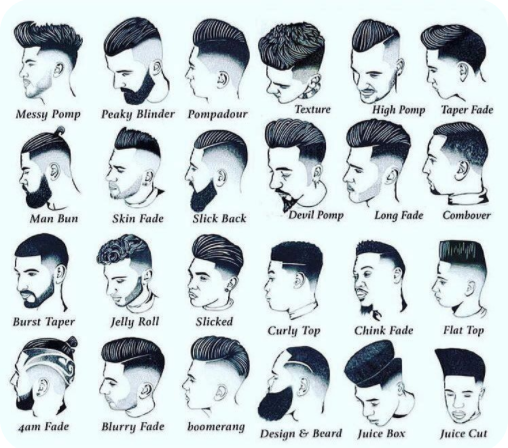 Messy Pomp
Peaky Blinder
Pompadour
Texture
High Pomp
Taper Fade
Man Bun
Skin Fade
Slick Back
Devil Pomp
Long Fade
Combover
Burst Taper
Jelly Roll
Slicked
Curly Top
Chink Fade
Flat Top
4am Fade
Blurry Fade
boomerang
Design & Beard
Juice Box
Juice Cut